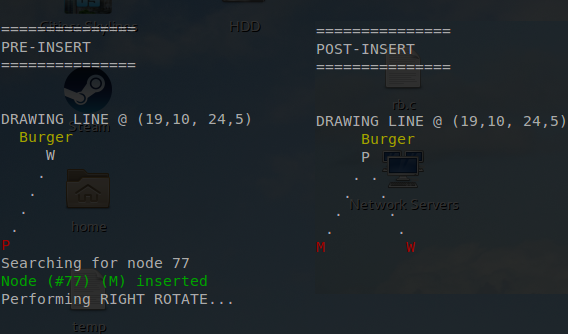 ===============
PRE-INSERT
===============
DRAWING LINE @ (19,10, 24,5)
Burger
W
.
.
.
.
P
Searching for node 77
Node (#77) (M) inserted
Performing RIGHT ROTATE...
===============
POST-INSERT
===============
DRAWING LINE @ (19,10, 24,5)
Burger
P
. .
. .
. .
. .
M W
HDD
Steam
home
temp
rb.c
Network Servers